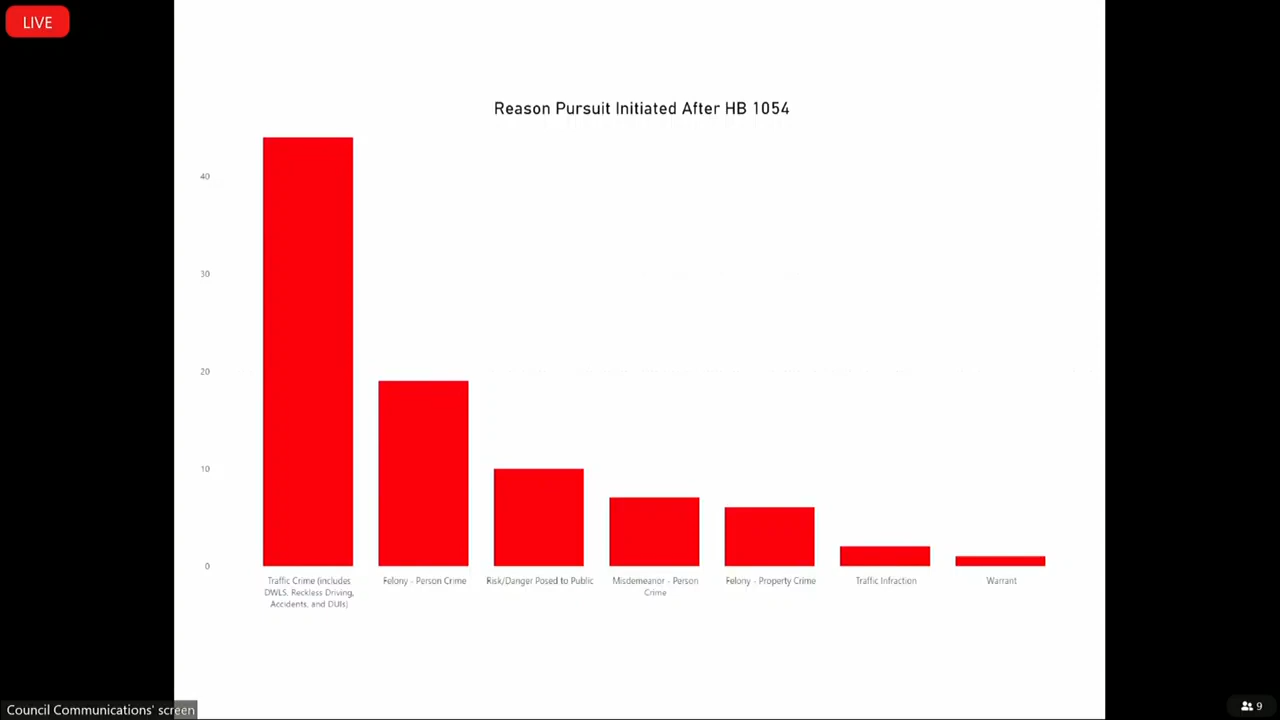 LIVE
Reason Pursuit Initiated After HB 1054
40
30
20
10
0
Traffic Crime (includes
DWLS, Reckless Driving,
Accidents, and DUIs)
Felony - Person Crime
Risk/Danger Posed to Public
Misdemeanor - Person
Crime
Felony - Property Crime
Traffic Infraction
Warrant
Council Communications' screen
9